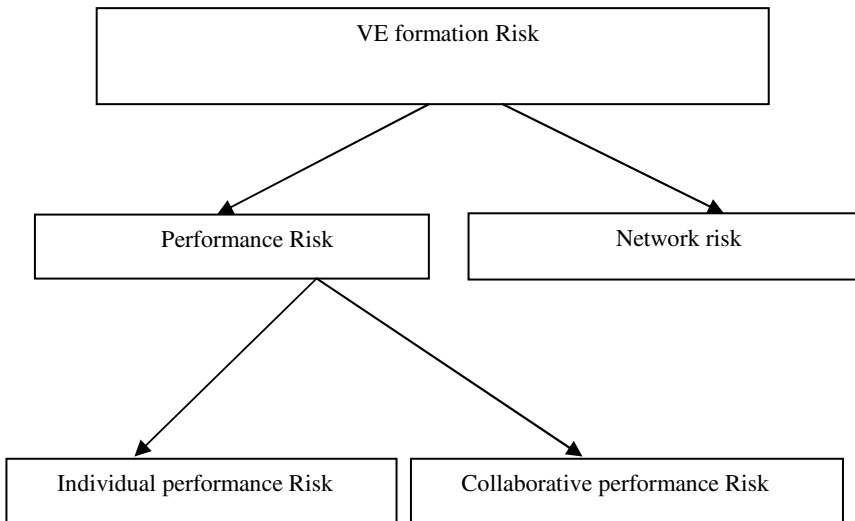 VE formation Risk
Performance Risk
Network risk
Individual performance Risk
Collaborative performance Risk